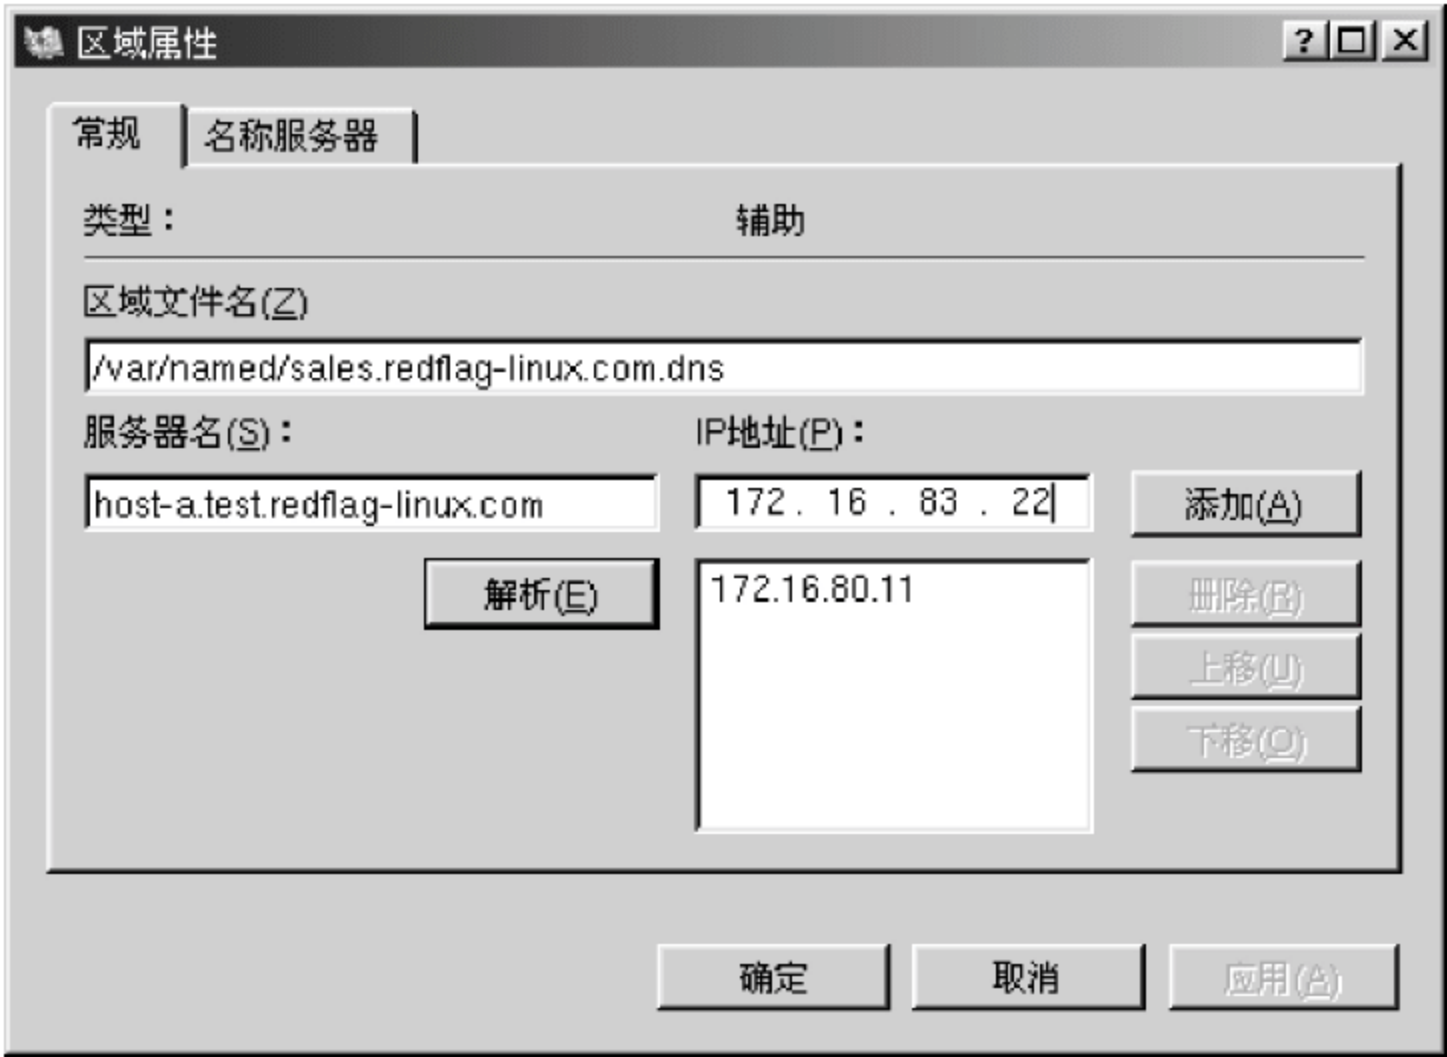 区域属性
常规 名称服务器
类型： 辅助
区域文件名(Z)
/var/named/sales.redflag-linux.com.dns
服务器名(S)： IP地址(P)：
host-a.test.redflag-linux.com 172 . 16 . 83 . 22 添加(A)
解析(E) 172.16.80.11 删除(R)
上移(U)
下移(O)
确定 取消 应用(A)